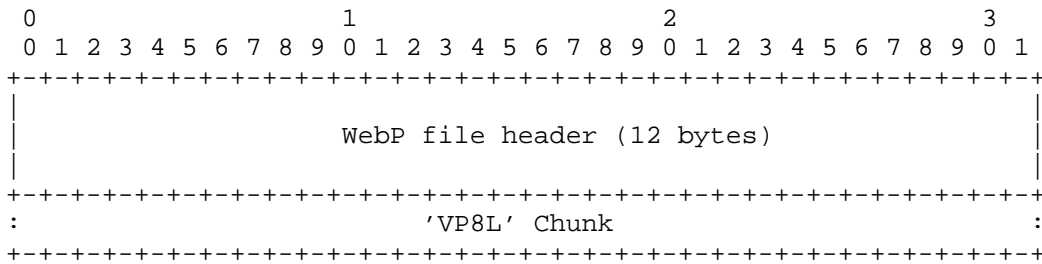 0                   1                   2                   3
 0 1 2 3 4 5 6 7 8 9 0 1 2 3 4 5 6 7 8 9 0 1 2 3 4 5 6 7 8 9 0 1
+-+-+-+-+-+-+-+-+-+-+-+-+-+-+-+-+-+-+-+-+-+-+-+-+-+-+-+-+-+-+-+-+
|                                                               |
|                    WebP file header (12 bytes)                |
|                                                               |
+-+-+-+-+-+-+-+-+-+-+-+-+-+-+-+-+-+-+-+-+-+-+-+-+-+-+-+-+-+-+-+-+
:                         ’VP8L’ Chunk                          :
+-+-+-+-+-+-+-+-+-+-+-+-+-+-+-+-+-+-+-+-+-+-+-+-+-+-+-+-+-+-+-+-+